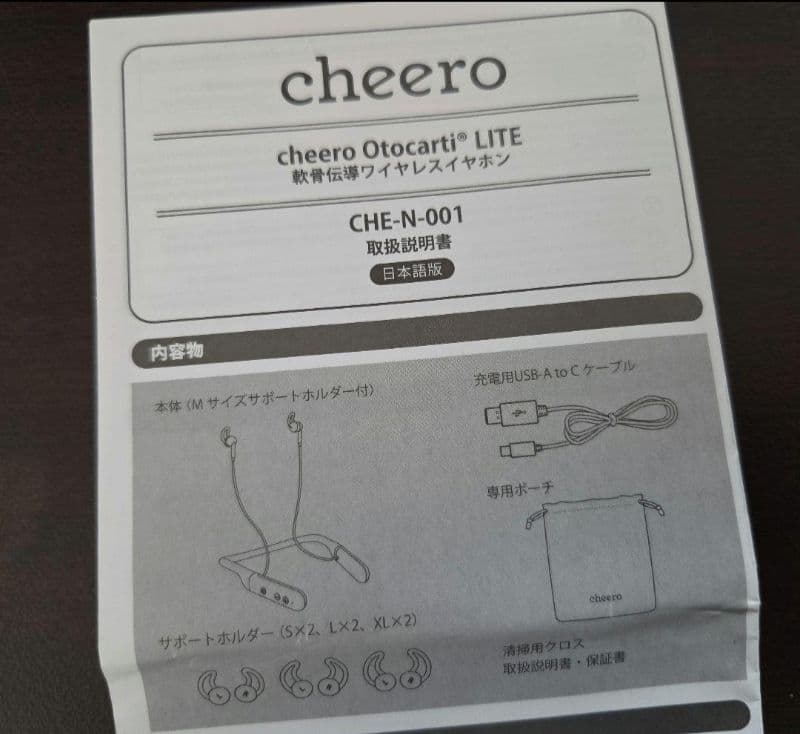 cheero
cheero Otocarti® LITE
軟骨伝導ワイヤレスイヤホン
CHE-N-001
取扱説明書
日本語版
内容物
本体(Mサイズサポートホルダー付)
充電用USB-A to C ケーブル
専用ポーチ
cheero
サポートホルダー(S×2、L×2、XL×2)
清掃用クロス
取扱説明書・保証書